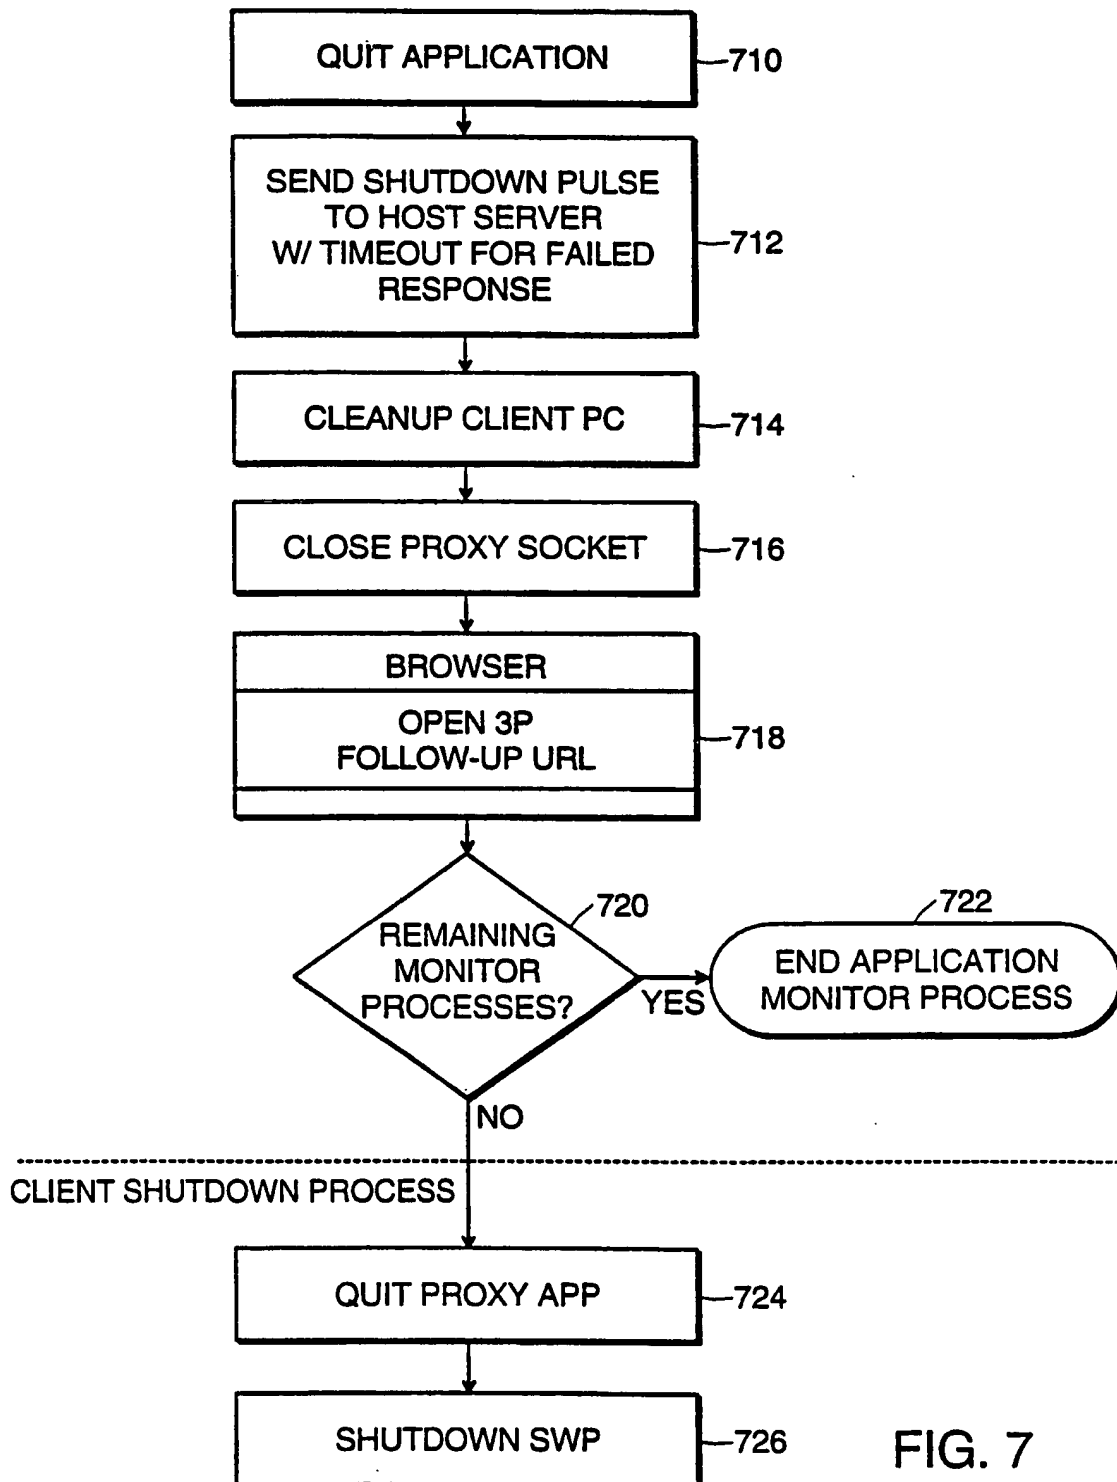 QUIT APPLICATION
710
SEND SHUTDOWN PULSE
TO HOST SERVER
W/ TIMEOUT FOR FAILED
RESPONSE
712
CLEANUP CLIENT PC
714
CLOSE PROXY SOCKET
716
BROWSER
OPEN 3P
FOLLOW-UP URL
718
REMAINING
MONITOR
PROCESSES?
720
YES
722
END APPLICATION
MONITOR PROCESS
NO
CLIENT SHUTDOWN PROCESS
QUIT PROXY APP
724
SHUTDOWN SWP
726
FIG. 7